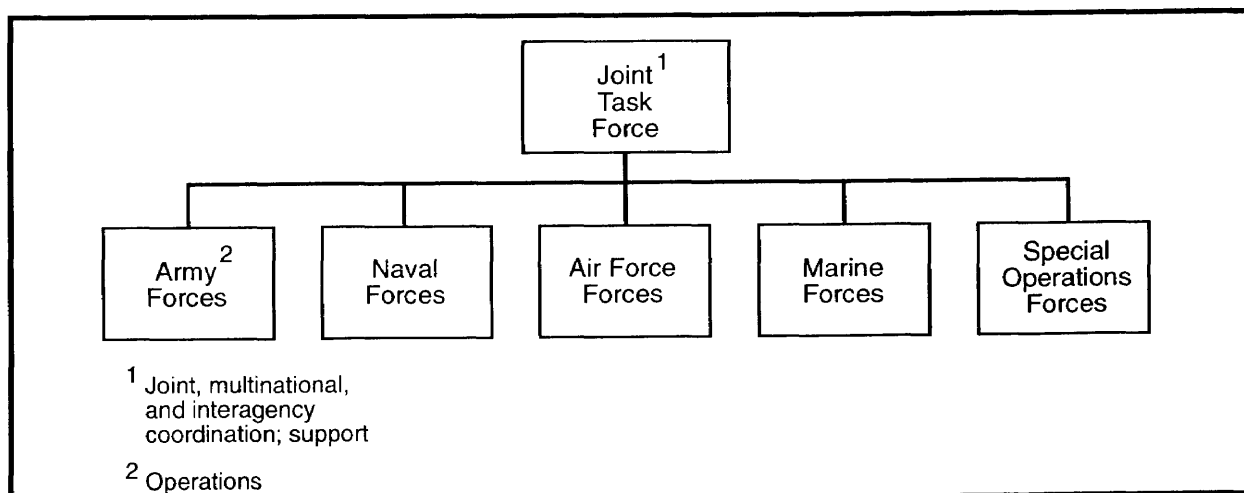 Joint 1
Task
Force
Army 2
Forces
Naval
Forces
Air Force
Forces
Marine
Forces
Special
Operations
Forces
1 Joint, multinational,
and interagency
coordination; support
2 Operations